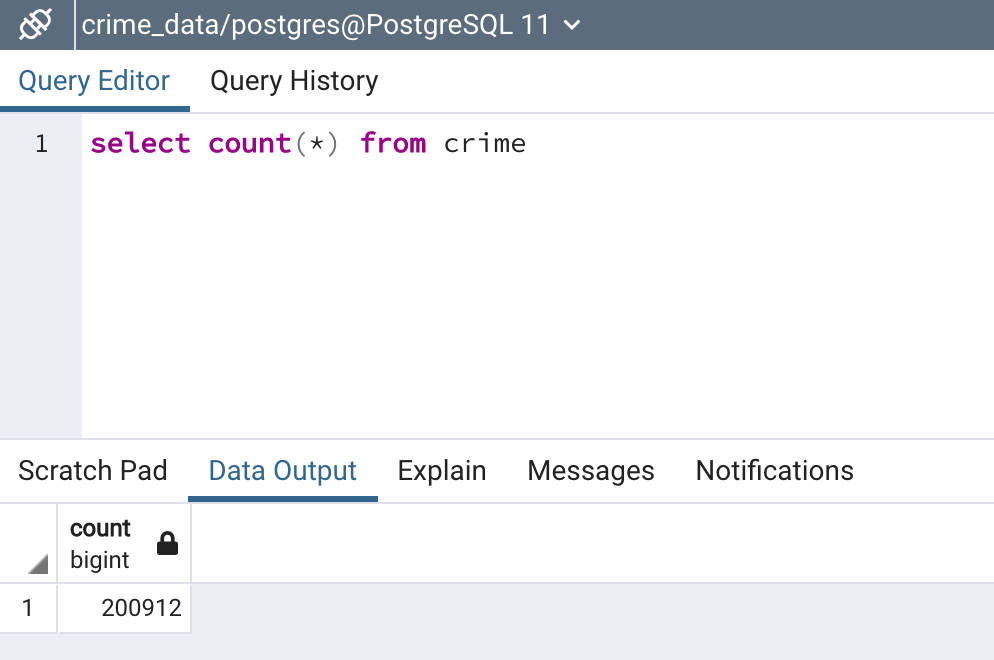 crime_data/postgres@PostgreSQL 11
Query Editor Query History
1 select count(*) from crime
Scratch Pad Data Output Explain Messages Notifications
count
bigint
1 200912